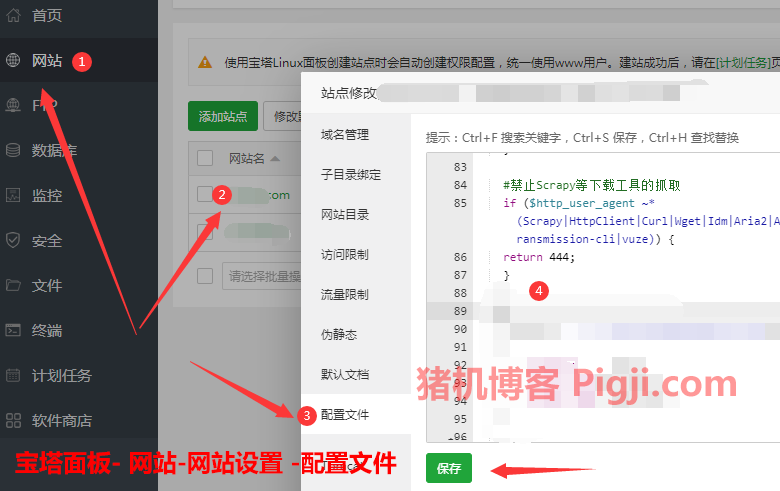 首页
网站 1
FTP
数据库
监控
安全
文件
终端
计划任务
软件商店
使用宝塔Linux面板创建站点时会自动创建权限配置，统一使用www用户。建站成功后，请在[计划任务]页
添加站点
网站名
2 com
请选择批量操
站点修改
域名管理
子目录绑定
网站目录
访问限制
流量限制
伪静态
默认文档
3 配置文件
提示：Ctrl+F 搜索关键字，Ctrl+S 保存，Ctrl+H 查找替换
83
84 #禁止Scrapy等下载工具的抓取
85 if ($http_user_agent ~*
(Scrapy|HttpClient|Curl|Wget|Idm|Aria2|A
ransmission-cli|vuze)) {
86 return 444;
87 }
88
4
89
90
91
92
93
94
95
96
猪机博客 Pigji.com
保存
宝塔面板- 网站-网站设置 -配置文件